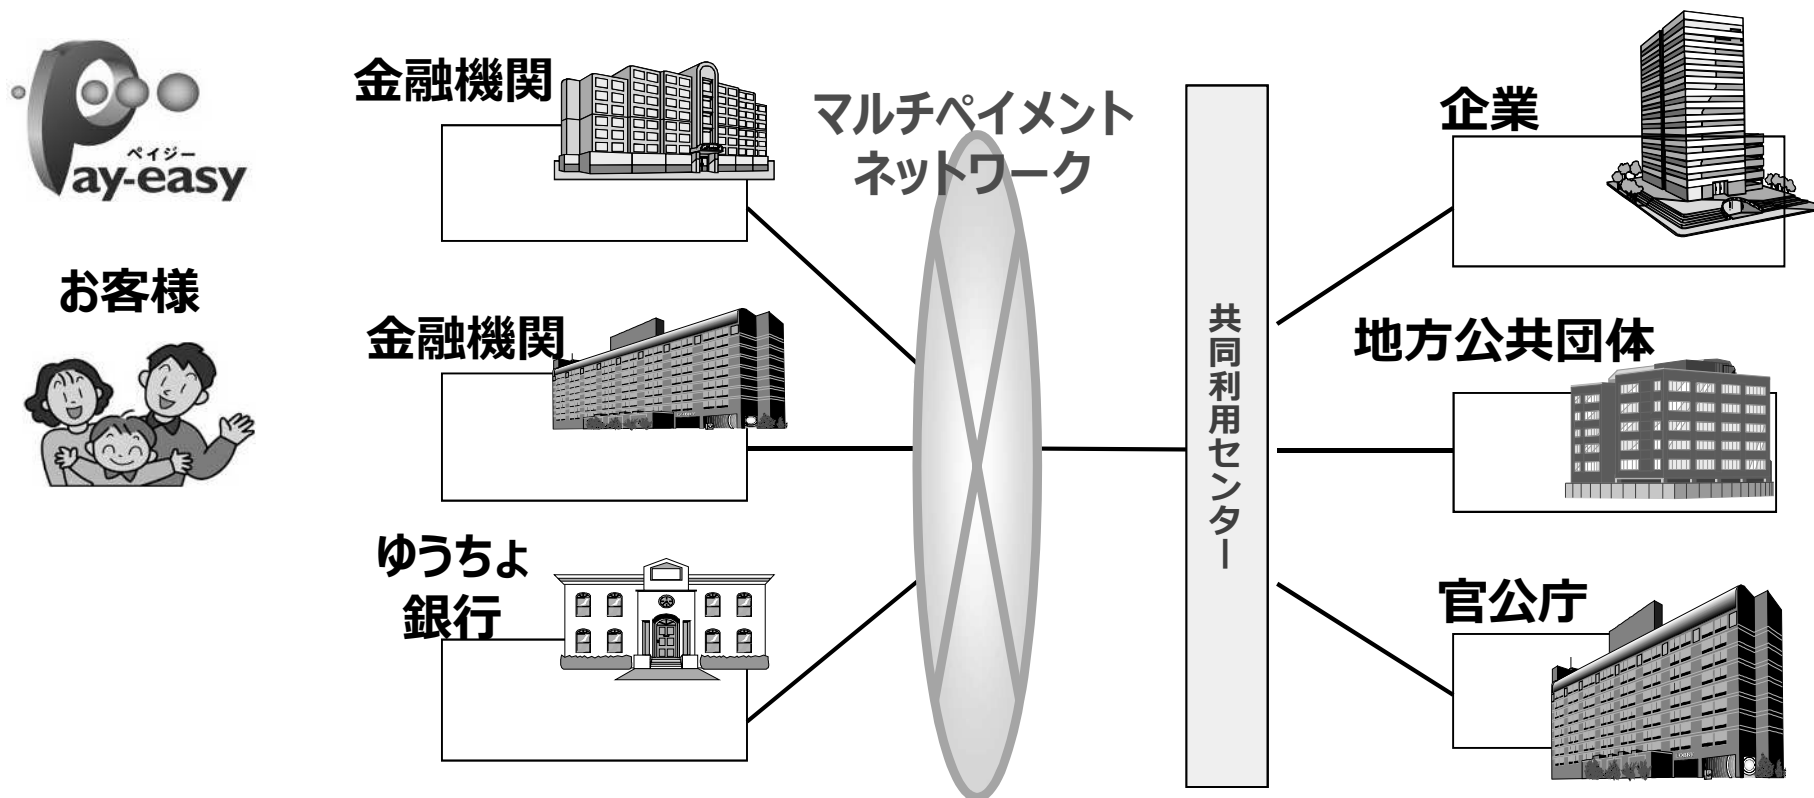 ペイジー
Pay-easy
お客様
金融機関
金融機関
ゆうちょ
銀行
マルチペイメント
ネットワーク
共同利用センター
企業
地方公共団体
官公庁